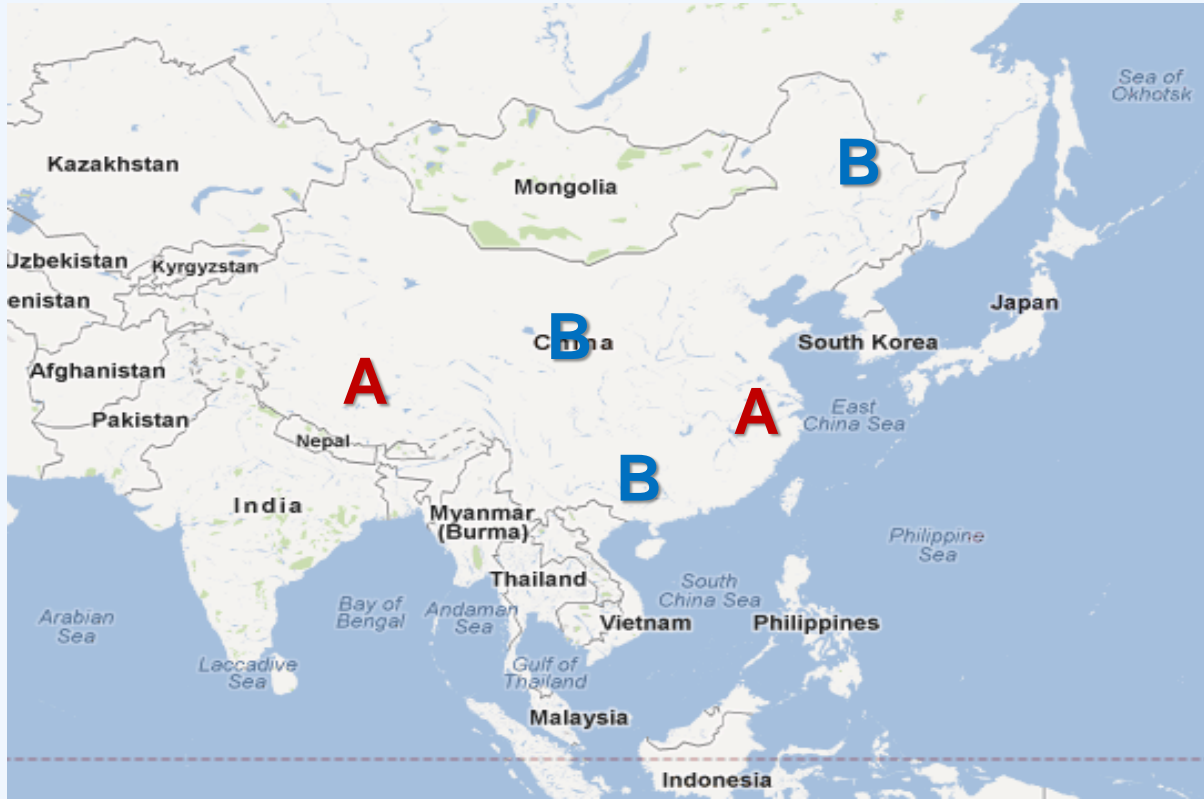 Sea of
Okhotsk
B
Kazakhstan
Mongolia
Uzbekistan
Kyrgyzstan
enistan
Japan
China
B
South Korea
Afghanistan
A
A
Pakistan
East
China Sea
Nepal
B
India
Myanmar
(Burma)
Philippine
Sea
Thailand
South
China Sea
Arabian
Sea
Bay of
Bengal
Andaman
Sea
Vietnam
Philippines
Laccadive
Sea
Gulf of
Thailand
Malaysia
Indonesia